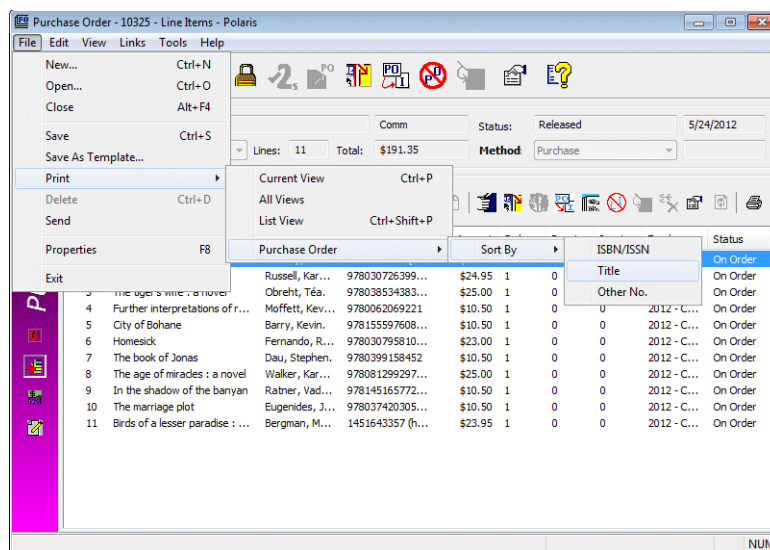 Purchase Order - 10325 - Line Items - Polaris
File Edit View Links Tools Help
New... Ctrl+N
Open... Ctrl+O
Close Alt+F4
Save Ctrl+S
Save As Template...
Print
Delete Ctrl+D
Send
Properties F8
Exit
Comm Status: Released 5/24/2012
Lines: 11 Total: $191.35 Method: Purchase
Current View Ctrl+P
All Views
List View Ctrl+Shift+P
Purchase Order
Sort By
ISBN/ISSN
Title
Other No.
Status
On Order
Russell, Kar... 978030726399... $24.95 1 0 On Order
3 The tiger's wife : a novel Obreht, Téa. 978038534383... $25.00 1 0 On Order
4 Further interpretations of r... Moffett, Kev... 9780062069221 $10.50 1 0 0 2012 - C... On Order
5 City of Bohane Barry, Kevin. 978155597608... $10.50 1 0 0 2012 - C... On Order
6 Homesick Fernando, R... 978030795810... $23.00 1 0 0 2012 - C... On Order
7 The book of Jonas Dau, Stephen. 9780399158452 $10.50 1 0 0 2012 - C... On Order
8 The age of miracles : a novel Walker, Kar... 978081299297... $25.00 1 0 0 2012 - C... On Order
9 In the shadow of the banyan Ratner, Vad... 978145165772... $10.50 1 0 0 2012 - C... On Order
10 The marriage plot Eugenides, J... 978037420305... $10.50 1 0 0 2012 - C... On Order
11 Birds of a lesser paradise : ... Bergman, M... 1451643357 (h... $23.95 1 0 0 2012 - C... On Order
NUM